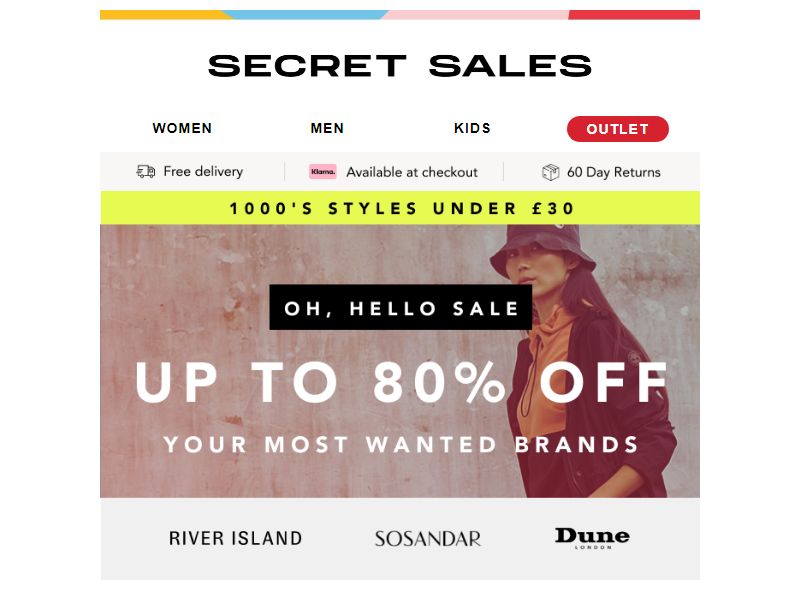 SECRET SALES
WOMEN MEN KIDS OUTLET
Free delivery Klarna. Available at checkout 60 Day Returns
1000'S STYLES UNDER £30
OH, HELLO SALE
UP TO 80% OFF
YOUR MOST WANTED BRANDS
RIVER ISLAND SOSANDAR Dune
LONDON